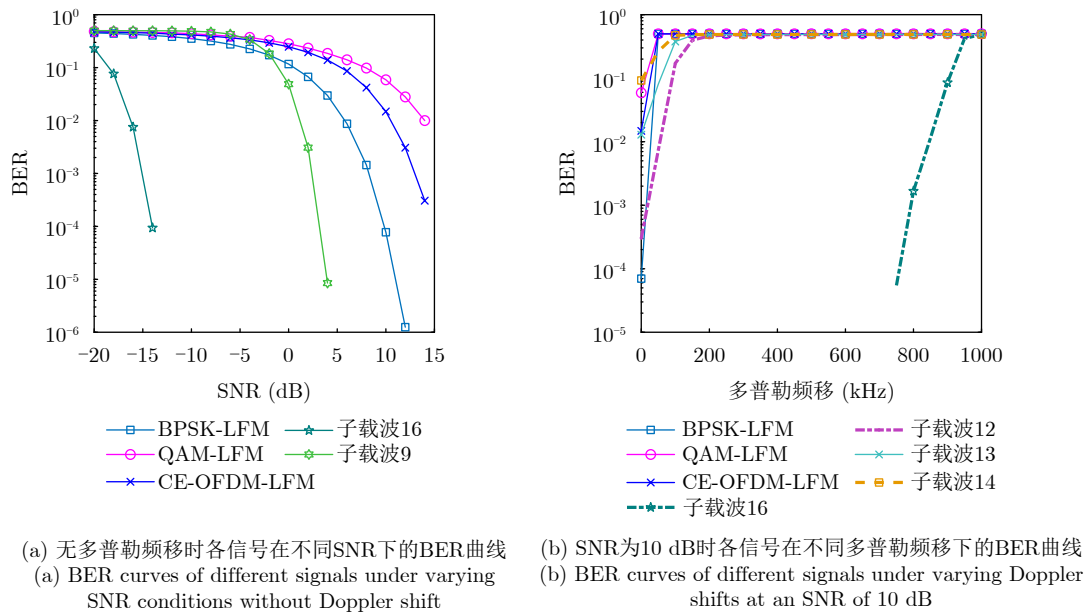 10⁰
10⁻¹
10⁻²
10⁻³
10⁻⁴
10⁻⁵
10⁻⁶
BER
−20 −15 −10 −5 0 5 10 15
SNR (dB)
BPSK-LFM 子载波16
QAM-LFM 子载波9
CE-OFDM-LFM
(a) 无多普勒频移时各信号在不同SNR下的BER曲线
(a) BER curves of different signals under varying
SNR conditions without Doppler shift
10⁰
10⁻¹
10⁻²
10⁻³
10⁻⁴
10⁻⁵
BER
0 200 400 600 800 1000
多普勒频移 (kHz)
BPSK-LFM 子载波12
QAM-LFM 子载波13
CE-OFDM-LFM 子载波14
子载波16
(b) SNR为10 dB时各信号在不同多普勒频移下的BER曲线
(b) BER curves of different signals under varying Doppler
shifts at an SNR of 10 dB